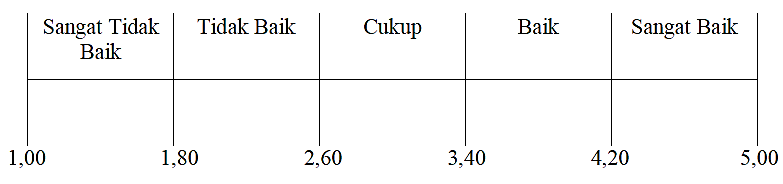 Sangat Tidak Baik Tidak Baik Cukup Baik Sangat Baik
1,00 1,80 2,60 3,40 4,20 5,00